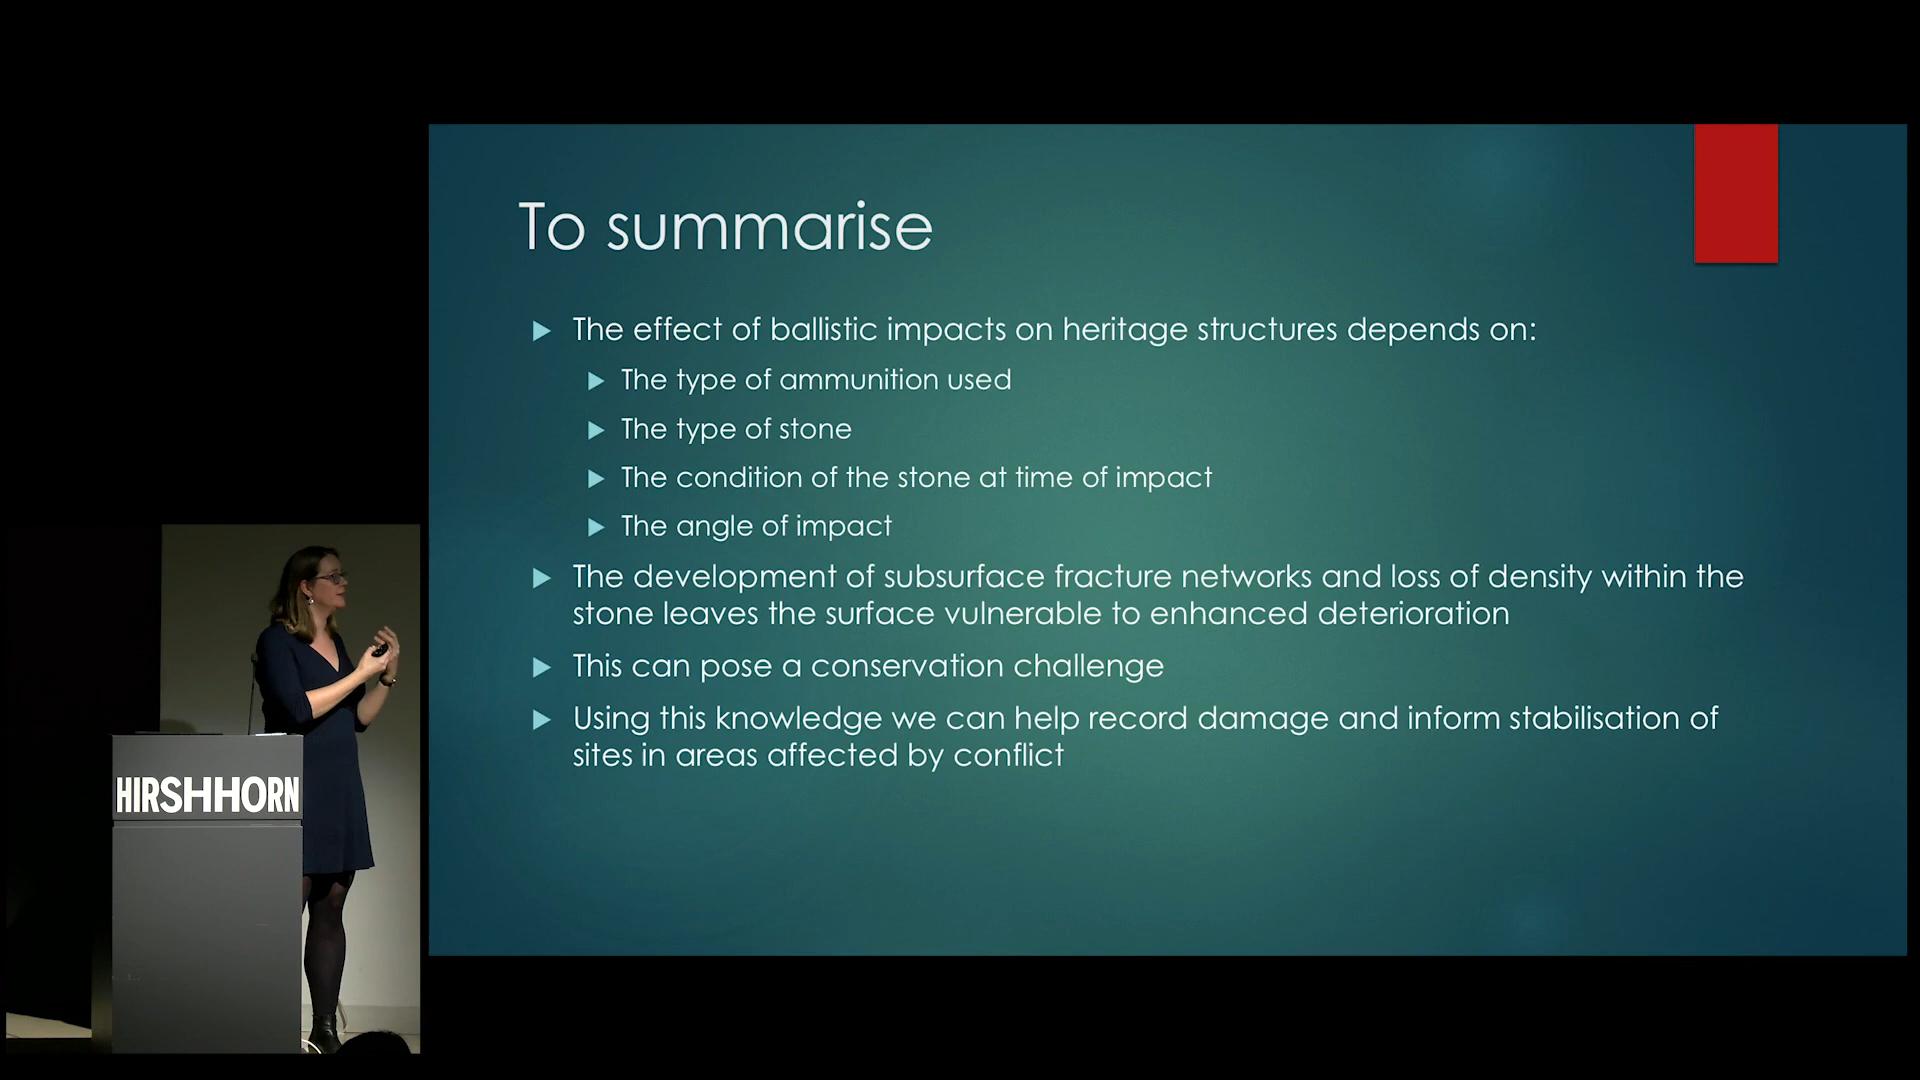 To summarise
The effect of ballistic impacts on heritage structures depends on:
The type of ammunition used
The type of stone
The condition of the stone at time of impact
The angle of impact
The development of subsurface fracture networks and loss of density within the
stone leaves the surface vulnerable to enhanced deterioration
This can pose a conservation challenge
Using this knowledge we can help record damage and inform stabilisation of
sites in areas affected by conflict
HIRSHHORN